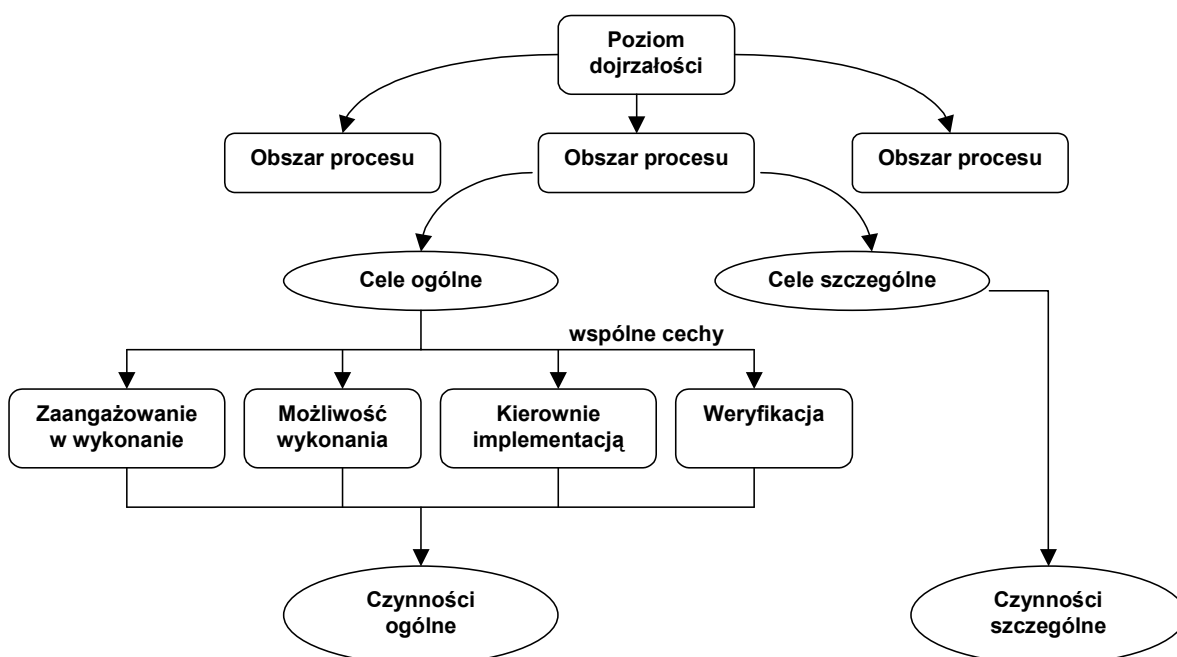 Poziom
dojrzałości
Obszar procesu
Obszar procesu
Obszar procesu
Cele ogólne
Cele szczególne
wspólne cechy
Zaangażowanie
w wykonanie
Możliwość
wykonania
Kierownie
implementacją
Weryfikacja
Czynności
ogólne
Czynności
szczególne